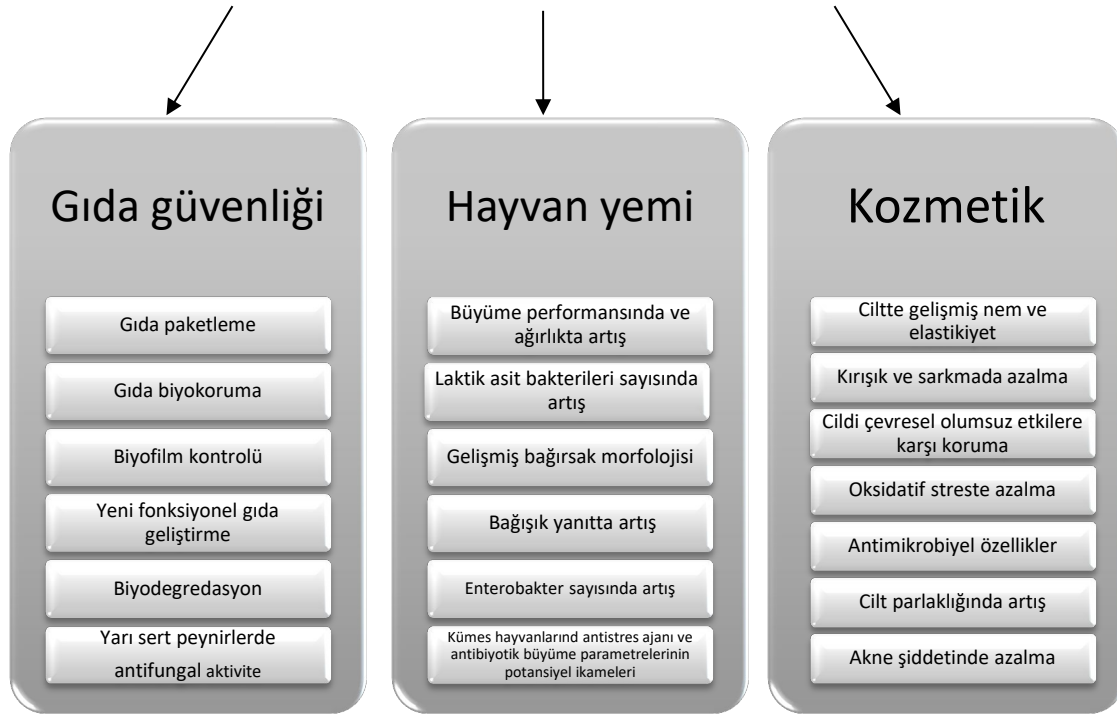 Gıda güvenliği
Gıda paketleme
Gıda biyokoruma
Biyofilm kontrolü
Yeni fonksiyonel gıda
geliştirme
Biyodegredasyon
Yarı sert peynirlerde
antifungal aktivite
Hayvan yemi
Büyüme performansında ve
ağırlıkta artış
Laktik asit bakterileri sayısında
artış
Gelişmiş bağırsak morfolojisi
Bağışık yanıtta artış
Enterobakter sayısında artış
Kümes hayvanlarınd antistres ajanı ve
antibiyotik büyüme parametrelerinin
potansiyel ikameleri
Kozmetik
Ciltte gelişmiş nem ve
elastikiyet
Kırışık ve sarkmada azalma
Cildi çevresel olumsuz etkilere
karşı koruma
Oksidatif streste azalma
Antimikrobiyel özellikler
Cilt parlaklığında artış
Akne şiddetinde azalma